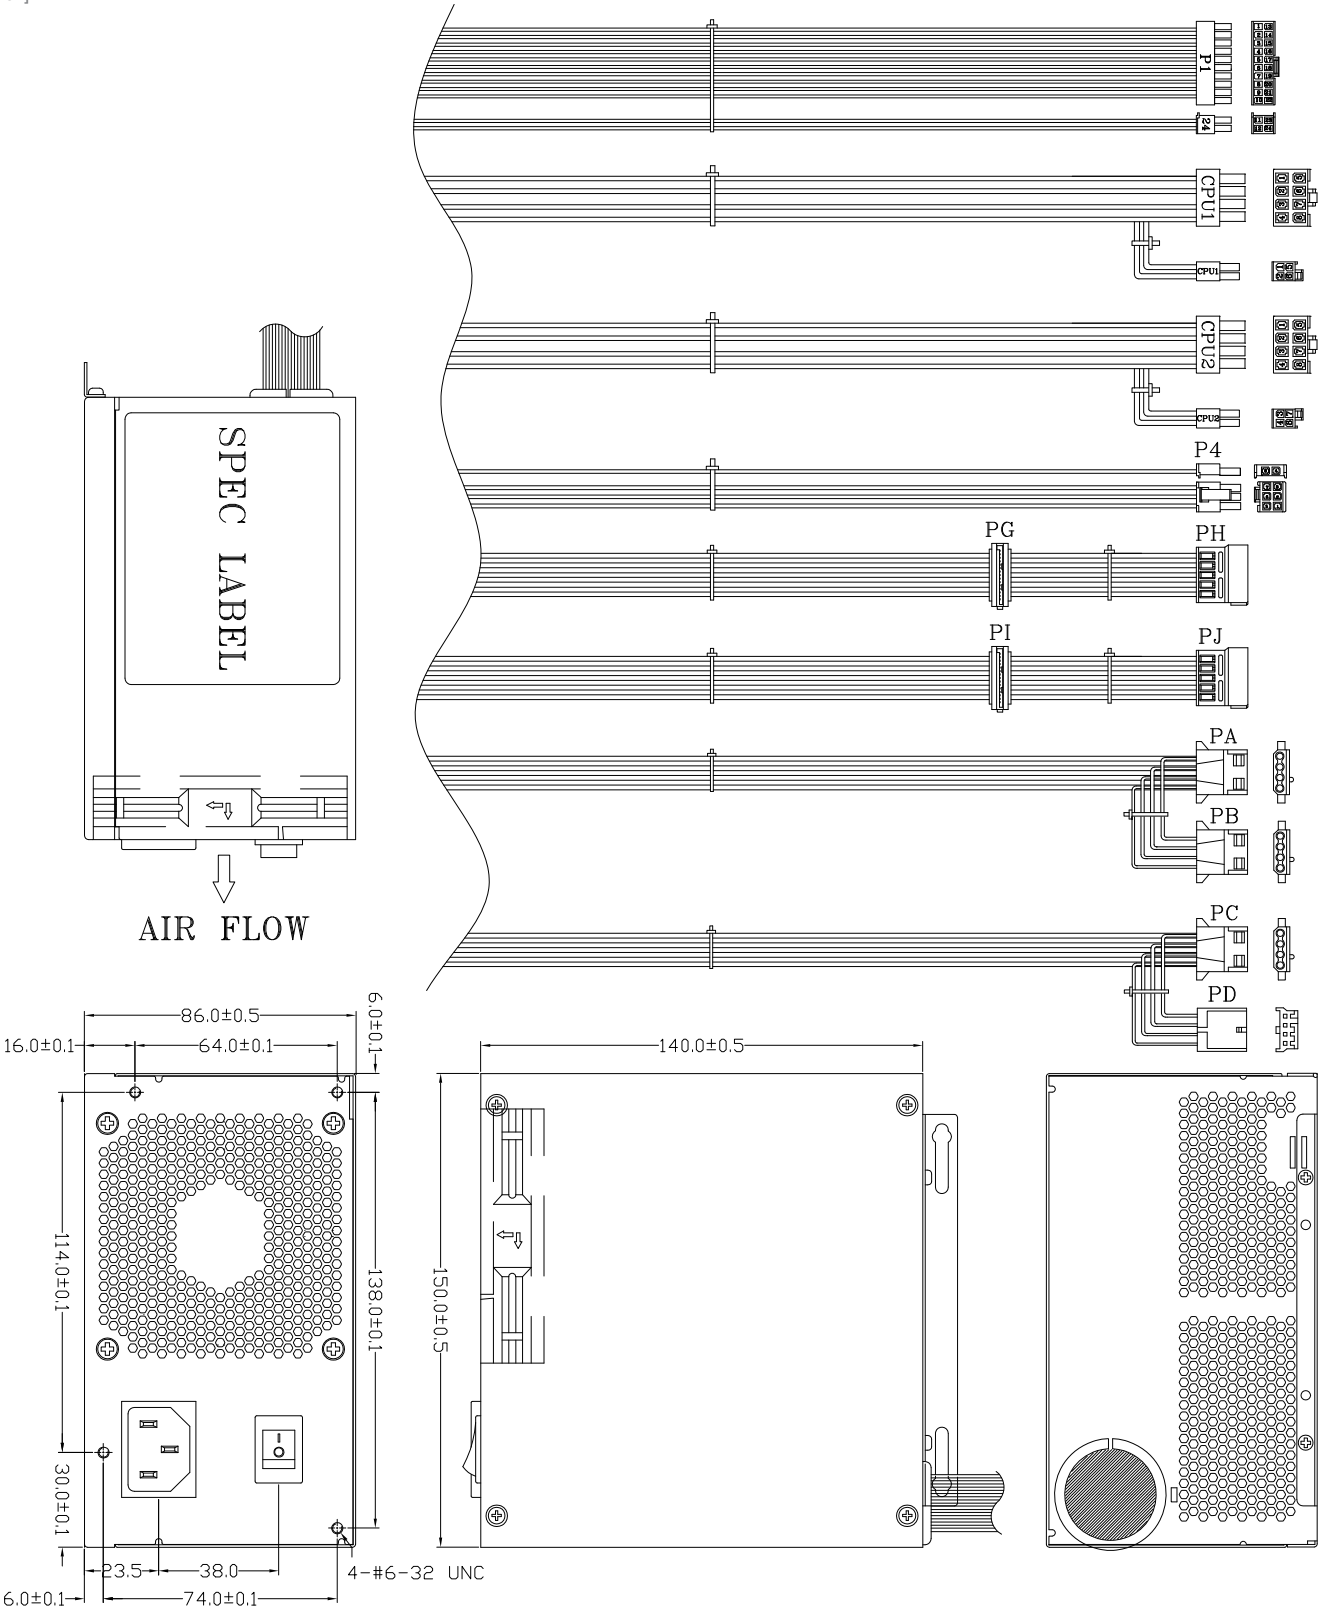 P1
24
CPU1
CPU1
CPU2
CPU2
P4
PG
PH
PI
PJ
PA
PB
PC
PD
SPEC LABEL
AIR FLOW
86.0±0.5
6.0±0.1
16.0±0.1
64.0±0.1
140.0±0.5
114.0±0.1
138.0±0.1
150.0±0.5
30.0±0.1
23.5
38.0
4-#6-32 UNC
6.0±0.1
74.0±0.1